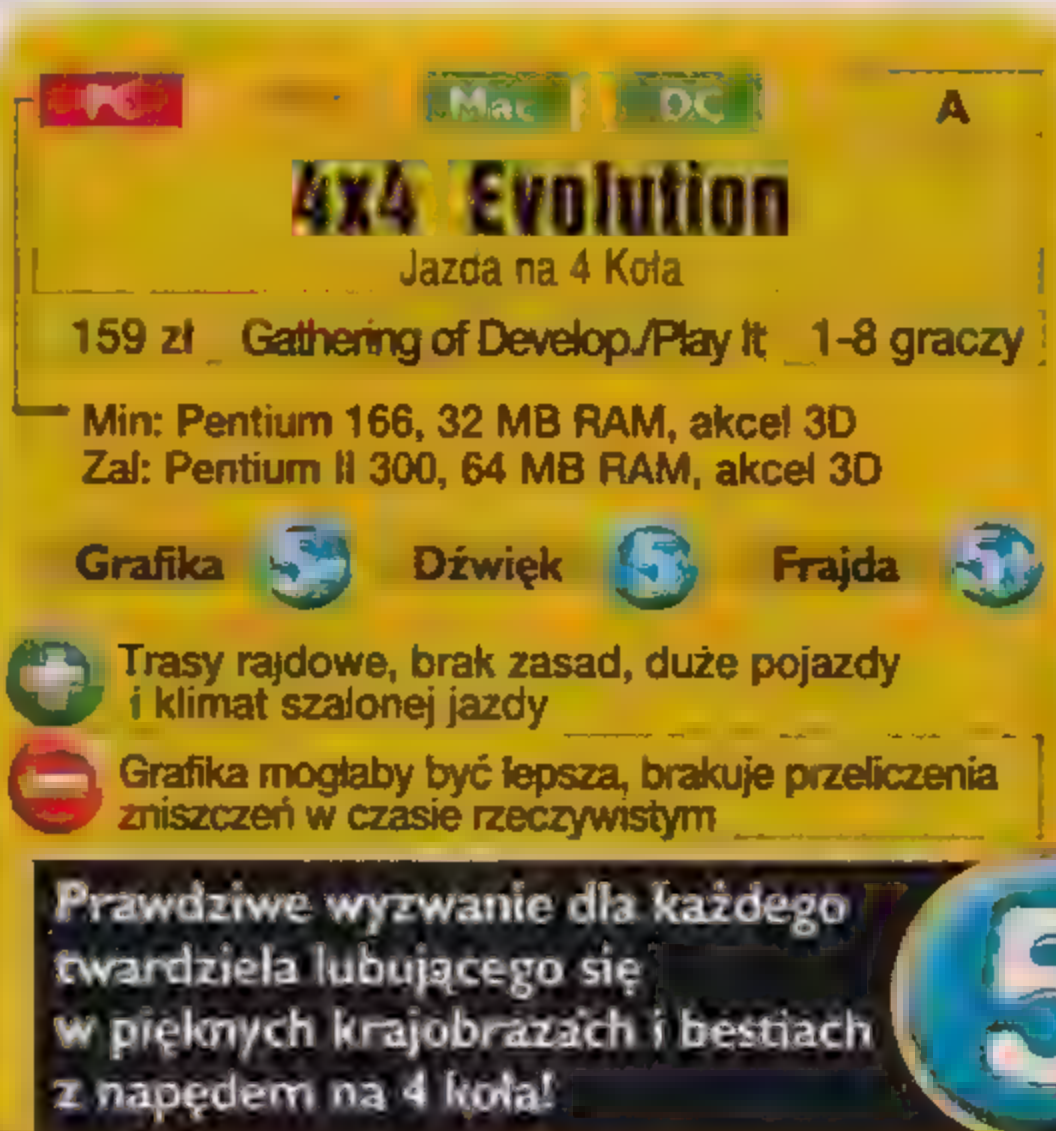 PC Mac DC A
4x4 Evolution
Jazda na 4 Koła
159 zł Gathering of Develop./Play It 1-8 graczy
Min: Pentium 166, 32 MB RAM, akcel 3D
Zal: Pentium II 300, 64 MB RAM, akcel 3D
Grafika Dźwięk Frajda
Trasy rajdowe, brak zasad, duże pojazdy
i klimat szalonej jazdy
Grafika mogłaby być lepsza, brakuje przeliczenia
zniszczeń w czasie rzeczywistym
Prawdziwe wyzwanie dla każdego
twardziela lubującego się
w pięknych krajobrazach i bestiach
z napędem na 4 koła!
5